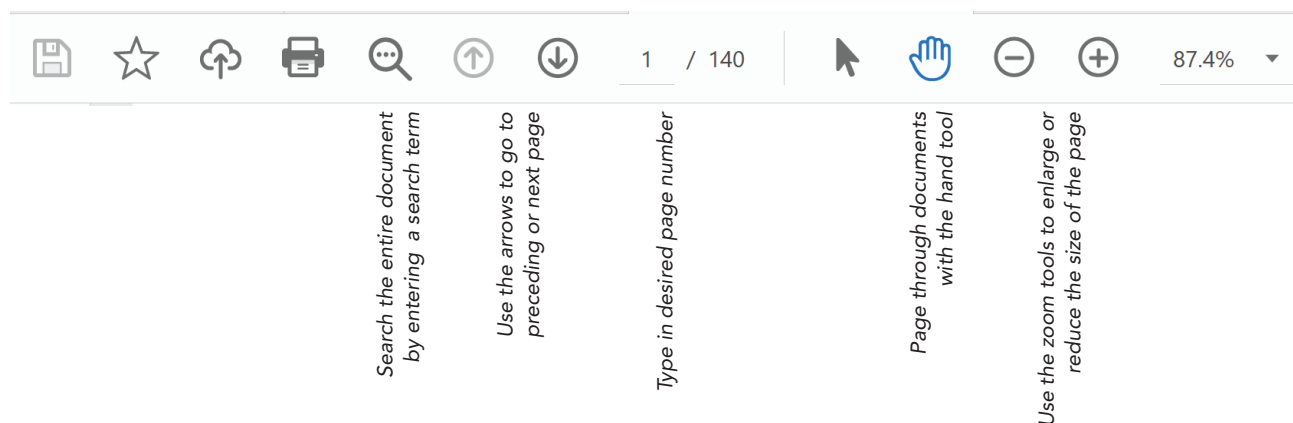 1 / 140
87.4%
Search the entire document
by entering a search term
Use the arrows to go to
preceding or next page
Type in desired page number
Page through documents
with the hand tool
Use the zoom tools to enlarge or
reduce the size of the page